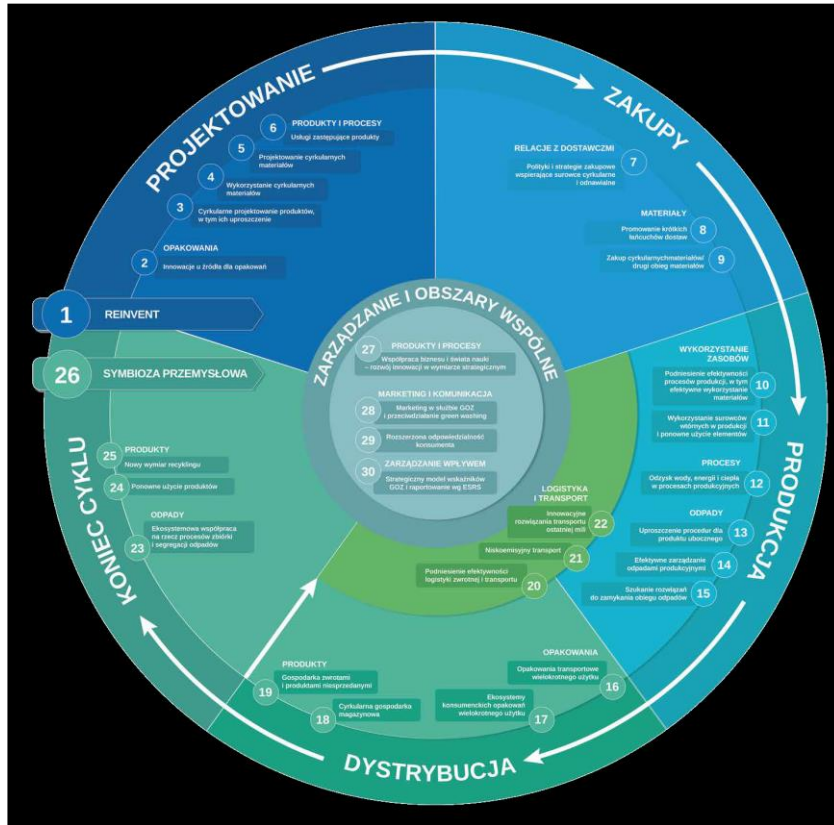 PROJEKTOWANIE
6
PRODUKTY I PROCESY
Usługi zastępujące produkty
5
Projektowanie cyrkularnych
materiałów
4
Wykorzystanie cyrkularnych
materiałów
3
Cyrkularne projektowanie produktów,
w tym ich uproszczenie
OPAKOWANIA
2
Innowacje u źródła dla opakowań
1
REINVENT
ZAKUPY
RELACJE Z DOSTAWCZMI
7
Polityki i strategie zakupowe
wspierające surowce cyrkularne
i odnawialne
MATERIAŁY
8
Promowanie krótkich
łańcuchów dostaw
9
Zakup cyrkularnychmateriałów/
drugi obieg materiałów
PRODUKCJA
WYKORZYSTANIE
ZASOBÓW
Podniesienie efektywności
procedów produkcji, w tym
efektywne wykorzystanie
materiałów
10
Wykorzystanie surowców
wtórnych w produkcji
i ponowne użycie elementów
11
PROCESY
Odzysk wody, energii i ciepła
w procesach produkcyjnych
12
ODPADY
Uproszczenie procedur dla
produktu ubocznego
13
Efektywne zarządzanie
odpadami produkcyjnymi
14
Szukanie rozwiązań
do zamykania obiegu odpadów
15
DYSTRYBUCJA
OPAKOWANIA
Opakowania transportowe
wielokrotnego użytku
16
Ekosystemy
konsumenckich opakowań
wielokrotnego użytku
17
PRODUKTY
Gospodarka zwrotami
i produktami niesprzedanymi
19
Cyrkularna gospodarka
magazynowa
18
LOGISTYKA
I TRANSPORT
Innowacyjne
rozwiązania transportu
ostatniej mili
22
Niskoemisyjny transport
21
Podniesienie efektywności
logistyki zwrotnej i transportu
20
KONIEC CYKLU
26
SYMBIOZA PRZEMYSŁOWA
25
PRODUKTY
Nowy wymiar recyklingu
24
Ponowne użycie produktów
ODPADY
23
Ekosystemowa współpraca
na rzecz procesów zbiórki
i segregacji odpadów
ZARZĄDZANIE I OBSZARY WSPÓLNE
27
PRODUKTY I PROCESY
Współpraca biznesu i świata nauki
– rozwój innowacji w wymiarze strategicznym
MARKETING I KOMUNIKACJA
28
Marketing w służbie GOZ
i przeciwdziałanie green washing
29
Rozszerzona odpowiedzialność
konsumenta
30
ZARZĄDZANIE WPŁYWEM
Strategiczny model wskaźników
GOZ i raportowanie wg ESRS